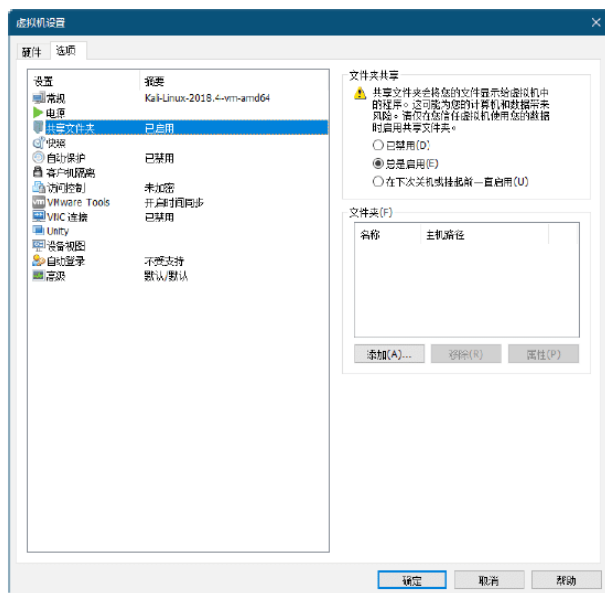 虚拟机设置
硬件 选项
设置 摘要
常规 Kali-Linux-2018.4-vm-amd64
电源
共享文件夹 已启用
快照
自动保护 已禁用
客户机隔离
访问控制 未加密
VMware Tools 开启时间同步
VNC 连接 已禁用
Unity
设备视图
自动登录 不受支持
高级 默认/默认
文件夹共享
共享文件夹会将您的文件显示给虚拟机中
的程序。这可能为您的计算机和数据带来
风险。请仅在您信任虚拟机使用您的数据
时启用共享文件夹。
已禁用(D)
总是启用(E)
在下次关机或挂起前一直启用(U)
文件夹(F)
名称 主机路径
添加(A)... 移除(R) 属性(P)
确定 取消 帮助